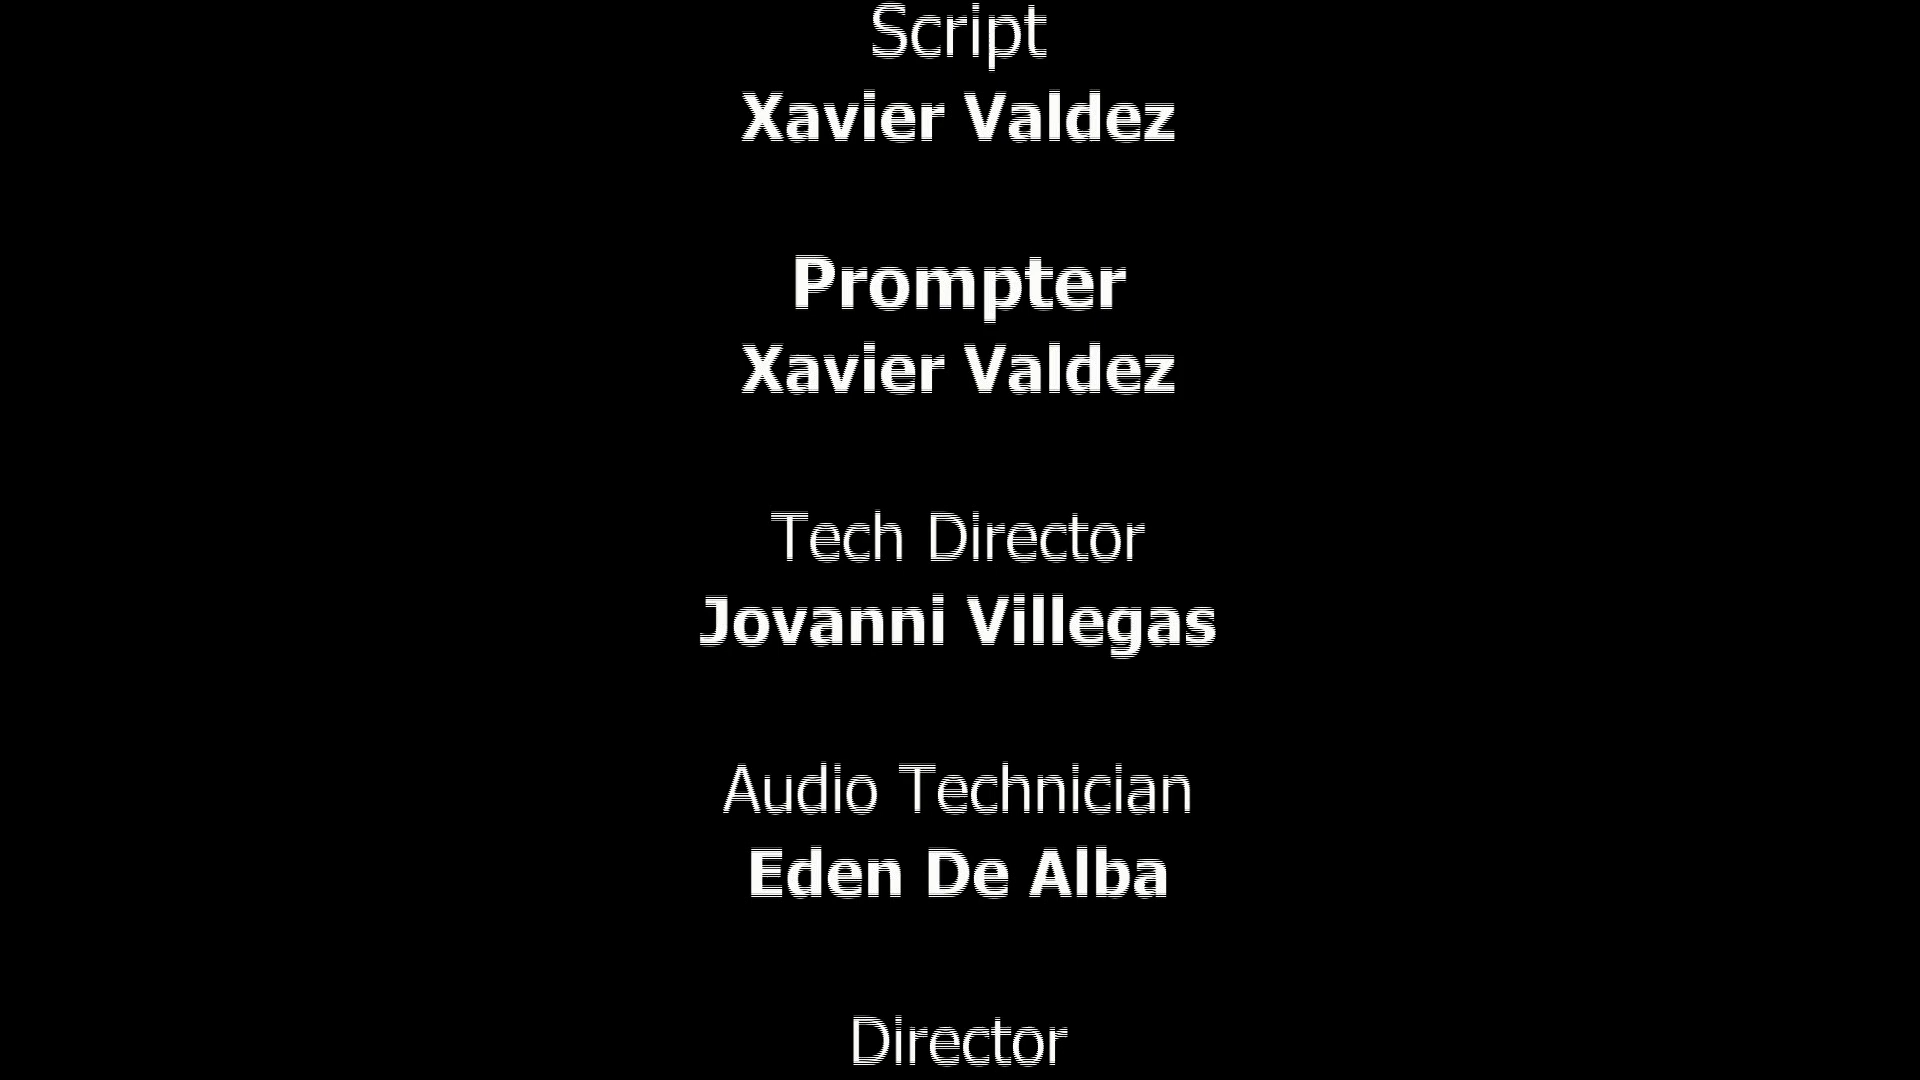 Script
Xavier Valdez
Prompter
Xavier Valdez
Tech Director
Jovanni Villegas
Audio Technician
Eden De Alba
Director